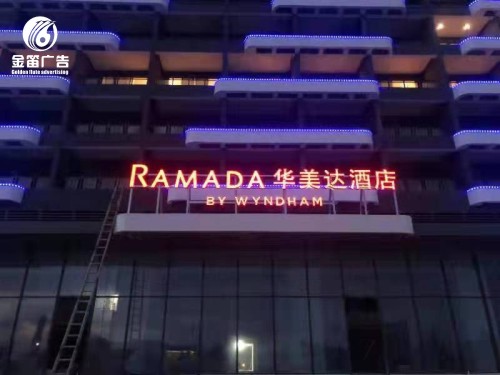 金笛广告
Golden flute advertising
RAMADA 华美达酒店
BY WYNDHAM